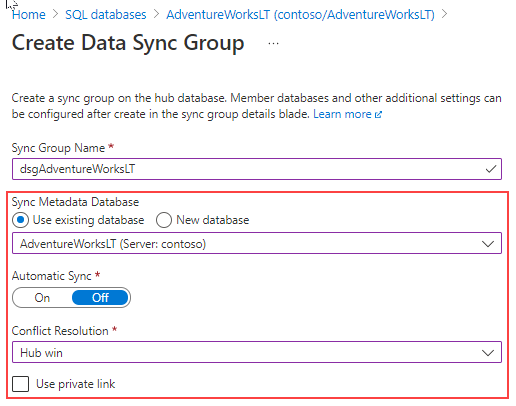 Home > SQL databases > AdventureWorksLT (contoso/AdventureWorksLT) >
Create Data Sync Group ...
Create a sync group on the hub database. Member databases and other additional settings can
be configured after create in the sync group details blade. Learn more
Sync Group Name *
dsgAdventureWorksLT
Sync Metadata Database
Use existing database New database
AdventureWorksLT (Server: contoso)
Automatic Sync *
On Off
Conflict Resolution *
Hub win
Use private link